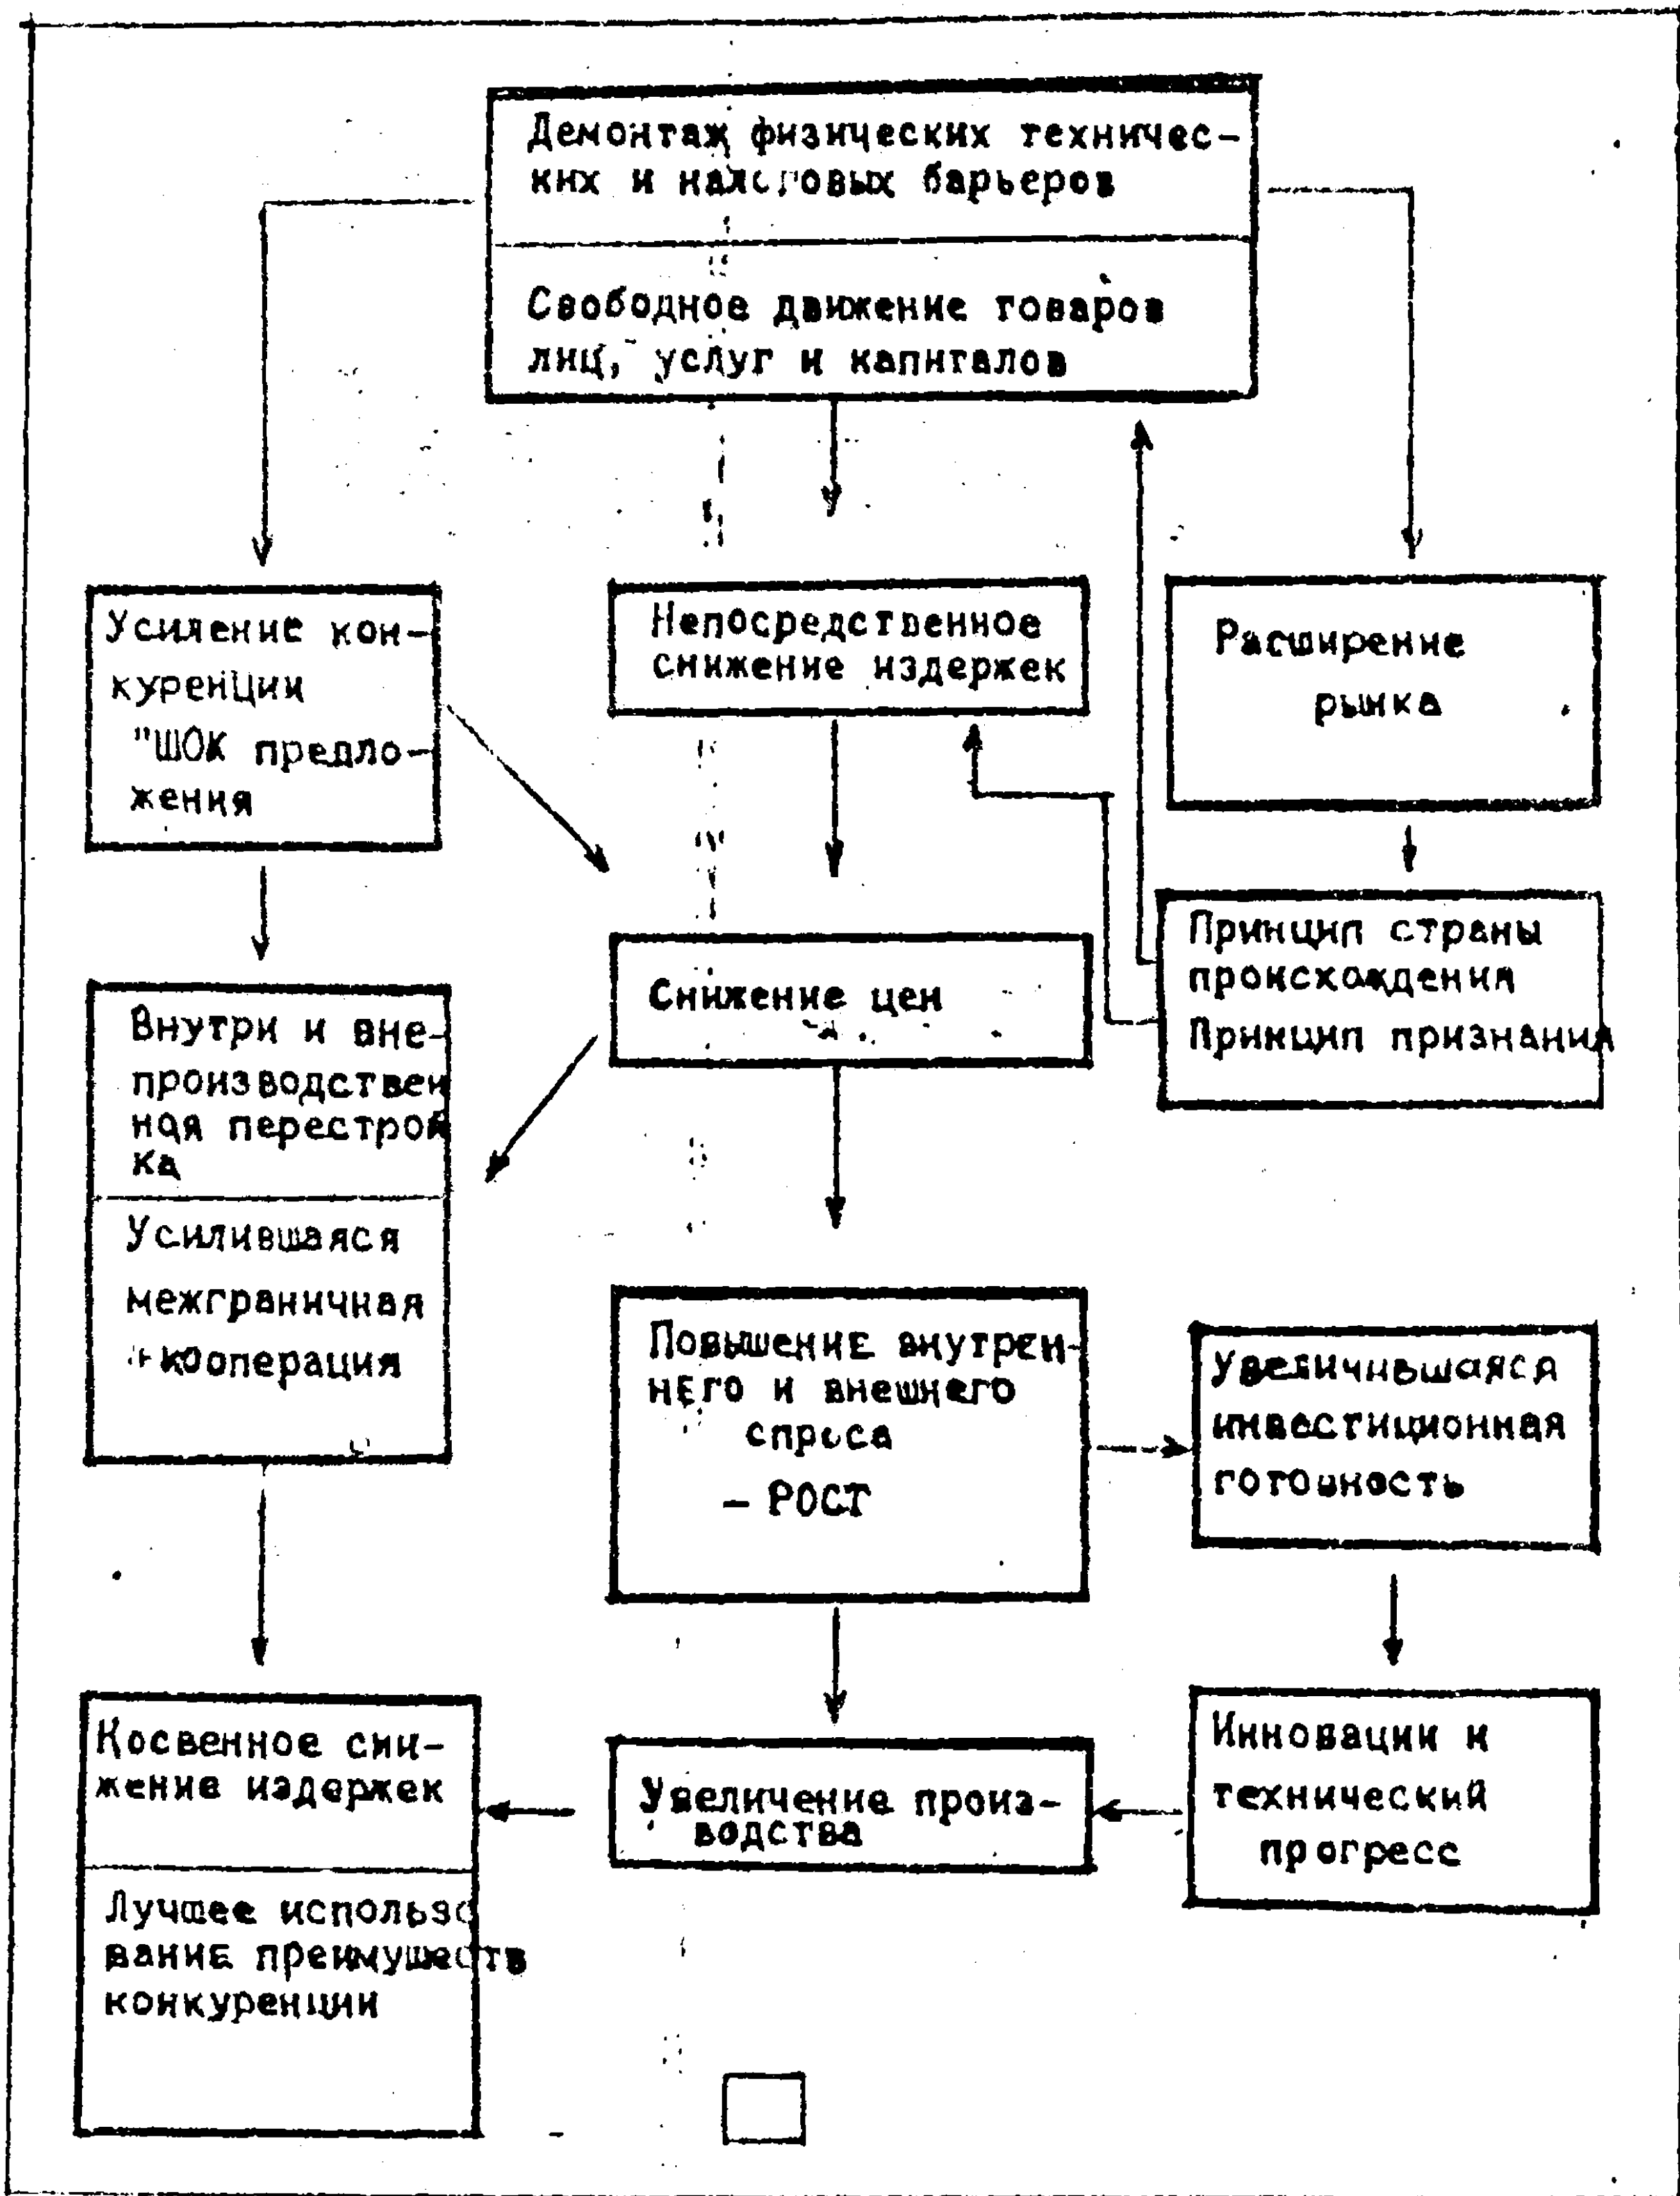 Демонтаж физических техничес-
ких и налоговых барьеров
Свободное движение товаров
лиц, услуг и капиталов
Усиление кон-
куренции
"ШОК предло-
жения
Непосредственное
снижение издержек
Расширение
рынка
Снижение цен
Принцип страны
происхождения
Принцип признания
Внутри и вне-
производствен
ная перестрой
ка
Усилившаяся
межграничная
кооперация
Повышение внутрен-
него и внешнего
спроса
– РОСТ
Увеличившаяся
инвестиционная
готовность
Косвенное сни-
жение издержек
Лучшее использо
вание преимуществ
конкуренции
Увеличение произ-
водства
Инновации и
технический
прогресс